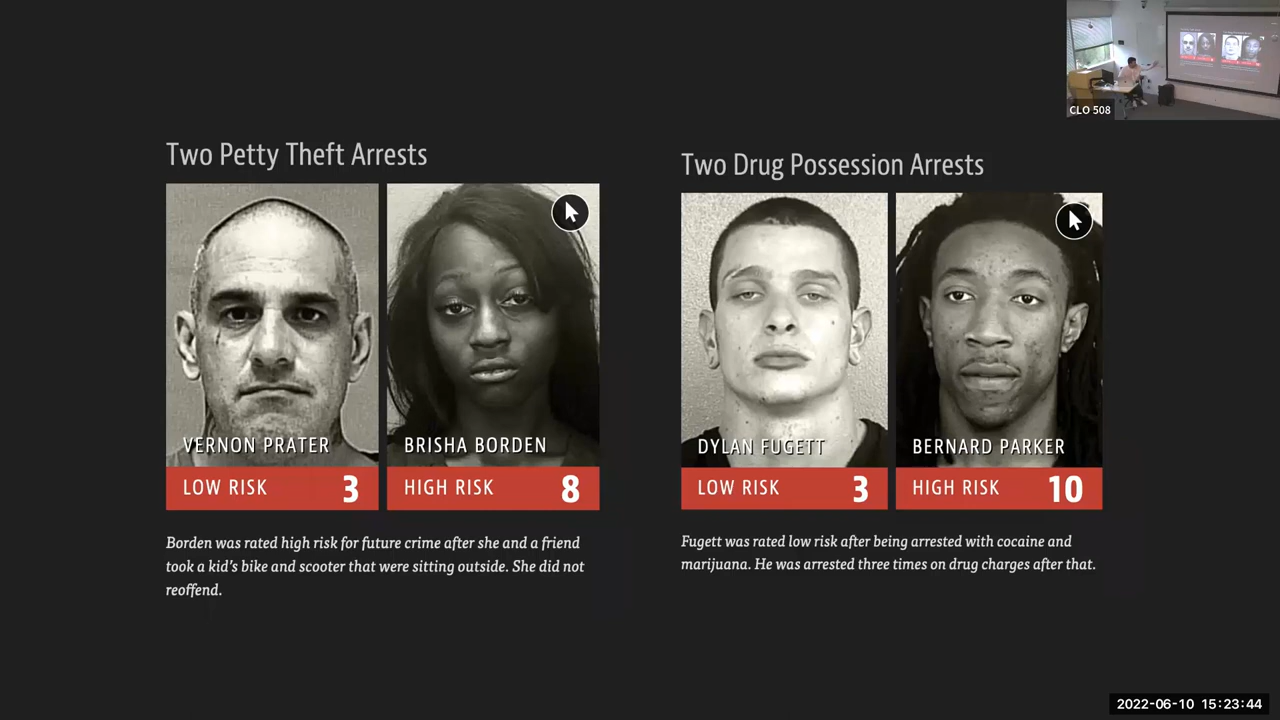 CLO 508
Two Petty Theft Arrests
VERNON PRATER
LOW RISK 3
BRISHA BORDEN
HIGH RISK 8
Borden was rated high risk for future crime after she and a friend
took a kid's bike and scooter that were sitting outside. She did not
reoffend.
Two Drug Possession Arrests
DYLAN FUGETT
LOW RISK 3
BERNARD PARKER
HIGH RISK 10
Fugett was rated low risk after being arrested with cocaine and
marijuana. He was arrested three times on drug charges after that.
2022-06-10 15:23:44